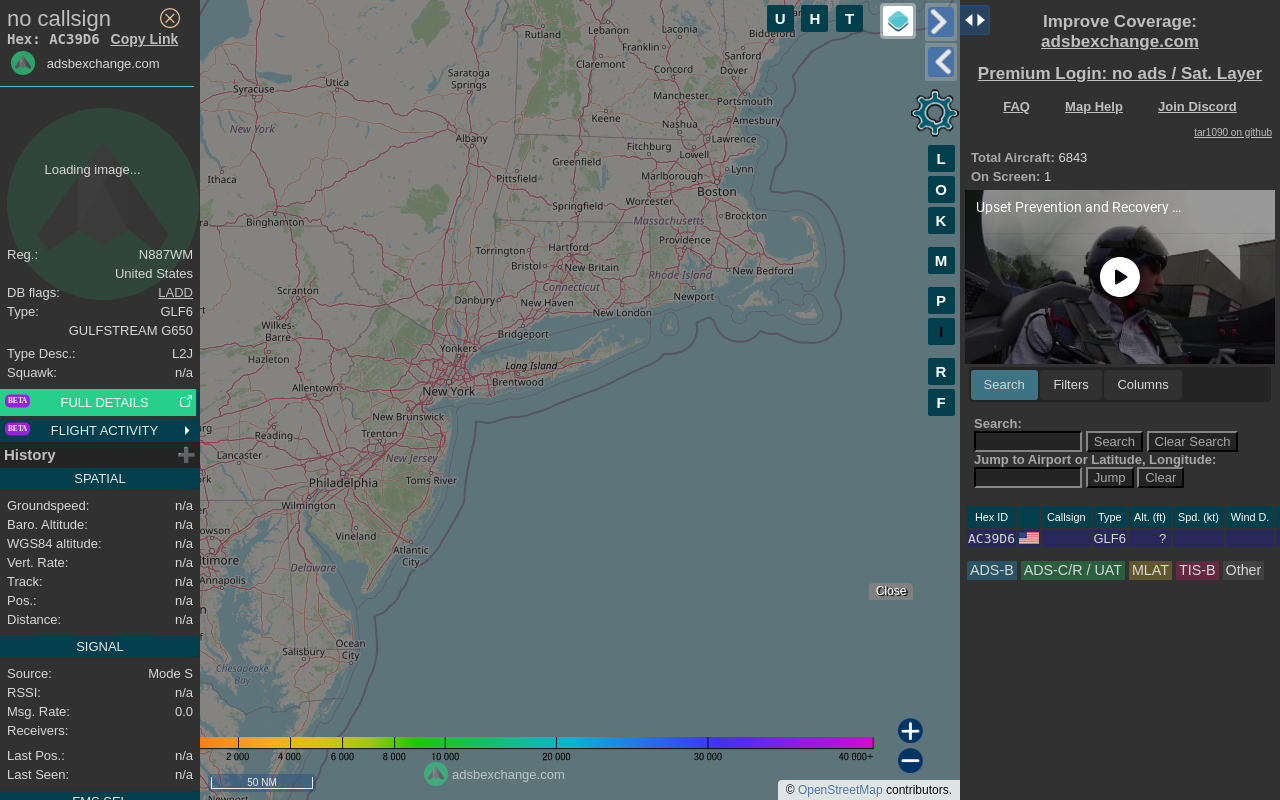 no callsign
Hex: AC39D6 Copy Link
adsbexchange.com
Loading image...
Reg.: N887WM
United States
DB flags: LADD
Type: GLF6
GULFSTREAM G650
Type Desc.: L2J
Squawk: n/a
BETA FULL DETAILS
BETA FLIGHT ACTIVITY
History
SPATIAL
Groundspeed: n/a
Baro. Altitude: n/a
WGS84 altitude: n/a
Vert. Rate: n/a
Track: n/a
Pos.: n/a
Distance: n/a
SIGNAL
Source: Mode S
RSSI: n/a
Msg. Rate: 0.0
Receivers:
Last Pos.: n/a
Last Seen: n/a
FMS SEL
U H T
L
O
K
M
P
I
R
F
Rutland
Lebanon
Laconia
Biddeford
Franklin
Sanford
Claremont
Concord
Dover
Saratoga
Springs
Utica
Syracuse
Manchester
Portsmouth
Keene
Nashua
Amesbury
New York
Albany
Lawrence
Fitchburg
Lowell
Greenfield
Lynn
Ithaca
Pittsfield
Marlborough
Boston
Worcester
Springfield
Brockton
Binghamton
Massachusetts
Providence
Torrington
Hartford
Bristol
New Britain
Rhode Island
New Bedford
Connecticut
Scranton
Danbury
New Haven
Newport
New London
Wilkes-
Barre
Bridgeport
Hazleton
Yonkers
Long Island
Allentown
New York
Brentwood
New Brunswick
Reading
Trenton
Lancaster
New Jersey
Philadelphia
Toms River
Wilmington
Vineland
Atlantic
City
Annapolis
Delaware
Ocean
City
Salisbury
Chesapeake
Bay
Newport
Close
2 000 4 000 6 000 8 000 10 000 20 000 30 000 40 000+
50 NM
adsbexchange.com
© OpenStreetMap contributors.
Improve Coverage:
adsbexchange.com
Premium Login: no ads / Sat. Layer
FAQ Map Help Join Discord
tar1090 on github
Total Aircraft: 6843
On Screen: 1
Upset Prevention and Recovery ...
Search Filters Columns
Search:
Search Clear Search
Jump to Airport or Latitude, Longitude:
Jump Clear
Hex ID Callsign Type Alt. (ft) Spd. (kt) Wind D.
AC39D6 GLF6 ?
ADS-B ADS-C/R / UAT MLAT TIS-B Other